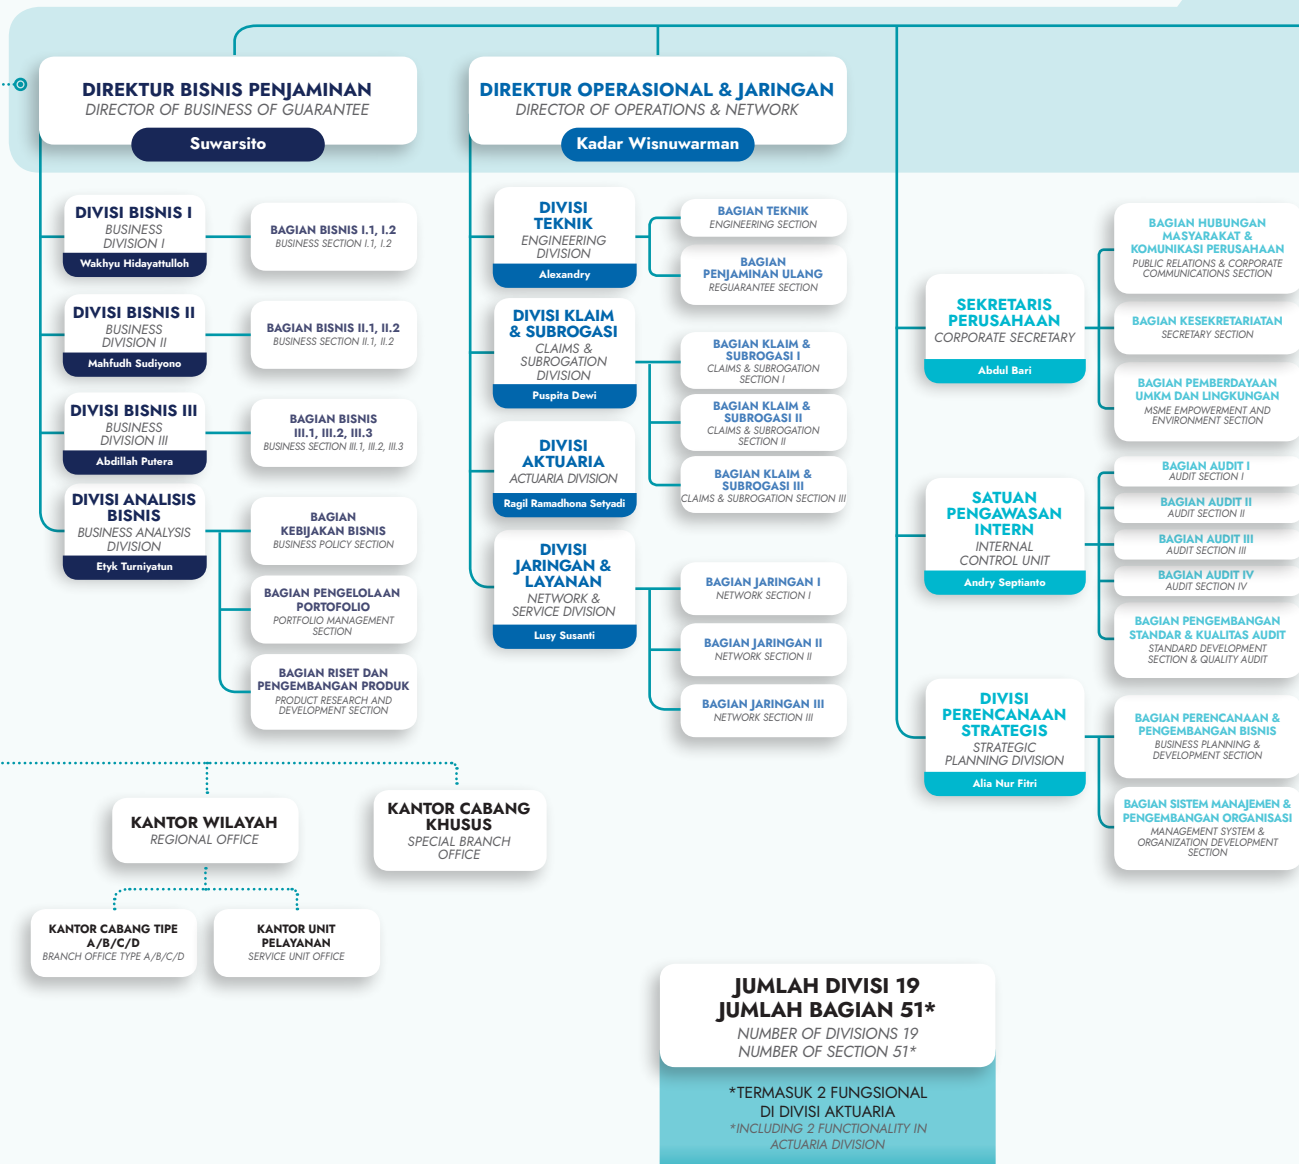 DIREKTUR BISNIS PENJAMINAN
DIRECTOR OF BUSINESS OF GUARANTEE
Suwarsito
DIVISI BISNIS I
BUSINESS
DIVISION I
Wakhyu Hidayattulloh
BAGIAN BISNIS I.1, I.2
BUSINESS SECTION I.1, I.2
DIVISI BISNIS II
BUSINESS
DIVISION II
Mahfudh Sudiyono
BAGIAN BISNIS II.1, II.2
BUSINESS SECTION II.1, II.2
DIVISI BISNIS III
BUSINESS
DIVISION III
Abdillah Putera
BAGIAN BISNIS
III.1, III.2, III.3
BUSINESS SECTION III.1, III.2, III.3
DIVISI ANALISIS
BISNIS
BUSINESS ANALYSIS
DIVISION
Etyk Turniyatun
BAGIAN
KEBIJAKAN BISNIS
BUSINESS POLICY SECTION
BAGIAN PENGELOLAAN
PORTOFOLIO
PORTFOLIO MANAGEMENT
SECTION
BAGIAN RISET DAN
PENGEMBANGAN PRODUK
PRODUCT RESEARCH AND
DEVELOPMENT SECTION
DIREKTUR OPERASIONAL & JARINGAN
DIRECTOR OF OPERATIONS & NETWORK
Kadar Wisnuwarman
DIVISI
TEKNIK
ENGINEERING
DIVISION
Alexandry
BAGIAN TEKNIK
ENGINEERING SECTION
BAGIAN
PENJAMINAN ULANG
REGUARANTEE SECTION
DIVISI KLAIM
& SUBROGASI
CLAIMS &
SUBROGATION
DIVISION
Puspita Dewi
BAGIAN KLAIM &
SUBROGASI I
CLAIMS & SUBROGATION
SECTION I
BAGIAN KLAIM &
SUBROGASI II
CLAIMS & SUBROGATION
SECTION II
BAGIAN KLAIM &
SUBROGASI III
CLAIMS & SUBROGATION SECTION III
DIVISI
AKTUARIA
ACTUARIA DIVISION
Ragil Ramadhona Setyadi
DIVISI
JARINGAN &
LAYANAN
NETWORK &
SERVICE DIVISION
Lusy Susanti
BAGIAN JARINGAN I
NETWORK SECTION I
BAGIAN JARINGAN II
NETWORK SECTION II
BAGIAN JARINGAN III
NETWORK SECTION III
SEKRETARIS
PERUSAHAAN
CORPORATE SECRETARY
Abdul Bari
BAGIAN HUBUNGAN
MASYARAKAT &
KOMUNIKASI PERUSAHAAN
PUBLIC RELATIONS & CORPORATE
COMMUNICATIONS SECTION
BAGIAN KESEKRETARIATAN
SECRETARY SECTION
BAGIAN PEMBERDAYAAN
UMKM DAN LINGKUNGAN
MSME EMPOWERMENT AND
ENVIRONMENT SECTION
SATUAN
PENGAWASAN
INTERN
INTERNAL
CONTROL UNIT
Andry Septianto
BAGIAN AUDIT I
AUDIT SECTION I
BAGIAN AUDIT II
AUDIT SECTION II
BAGIAN AUDIT III
AUDIT SECTION III
BAGIAN AUDIT IV
AUDIT SECTION IV
BAGIAN PENGEMBANGAN
STANDAR & KUALITAS AUDIT
STANDARD DEVELOPMENT
SECTION & QUALITY AUDIT
DIVISI
PERENCANAAN
STRATEGIS
STRATEGIC
PLANNING DIVISION
Alia Nur Fitri
BAGIAN PERENCANAAN &
PENGEMBANGAN BISNIS
BUSINESS PLANNING &
DEVELOPMENT SECTION
BAGIAN SISTEM MANAJEMEN &
PENGEMBANGAN ORGANISASI
MANAGEMENT SYSTEM &
ORGANIZATION DEVELOPMENT
SECTION
KANTOR WILAYAH
REGIONAL OFFICE
KANTOR CABANG
KHUSUS
SPECIAL BRANCH
OFFICE
KANTOR CABANG TIPE
A/B/C/D
BRANCH OFFICE TYPE A/B/C/D
KANTOR UNIT
PELAYANAN
SERVICE UNIT OFFICE
JUMLAH DIVISI 19
JUMLAH BAGIAN 51*
NUMBER OF DIVISIONS 19
NUMBER OF SECTION 51*
*TERMASUK 2 FUNGSIONAL
DI DIVISI AKTUARIA
*INCLUDING 2 FUNCTIONALITY IN
ACTUARIA DIVISION